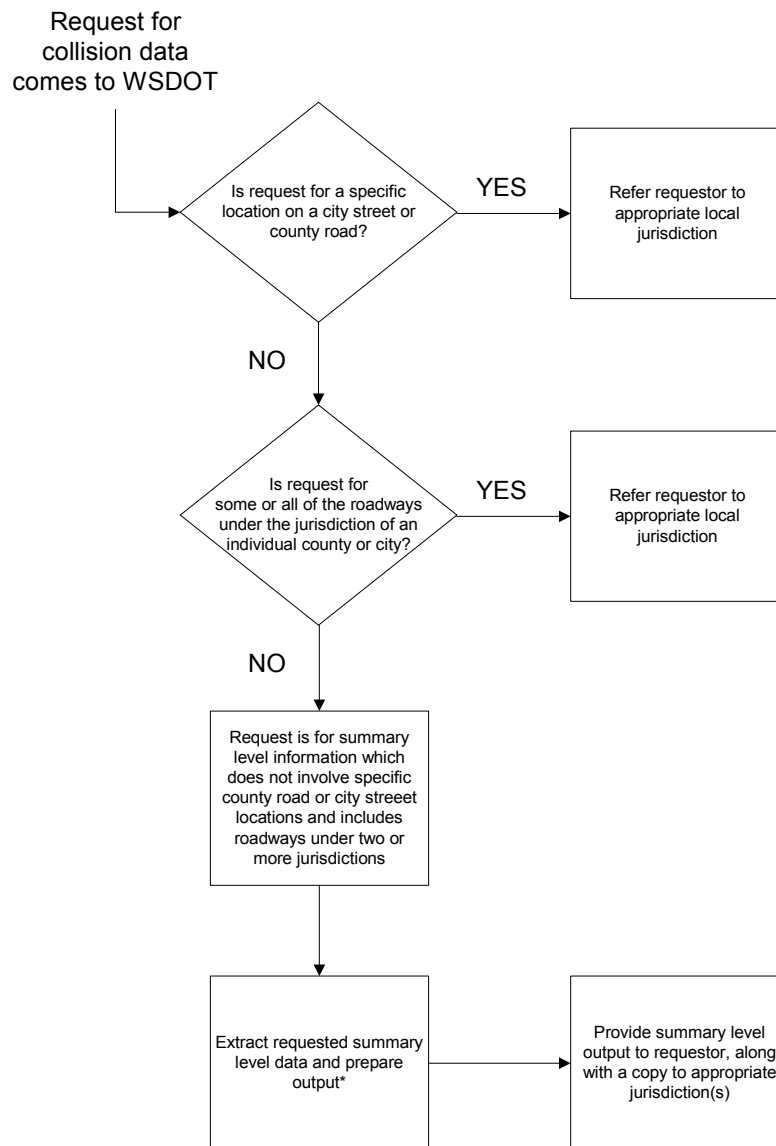 Request for
collision data
comes to WSDOT
Is request for a specific
location on a city street or
county road?
YES
Refer requestor to
appropriate local
jurisdiction
NO
Is request for
some or all of the roadways
under the jurisdiction of an
individual county or city?
YES
Refer requestor to
appropriate local
jurisdiction
NO
Request is for summary
level information which
does not involve specific
county road or city streeet
locations and includes
roadways under two or
more jurisdictions
Extract requested summary
level data and prepare
output*
Provide summary level
output to requestor, along
with a copy to appropriate
jurisdiction(s)